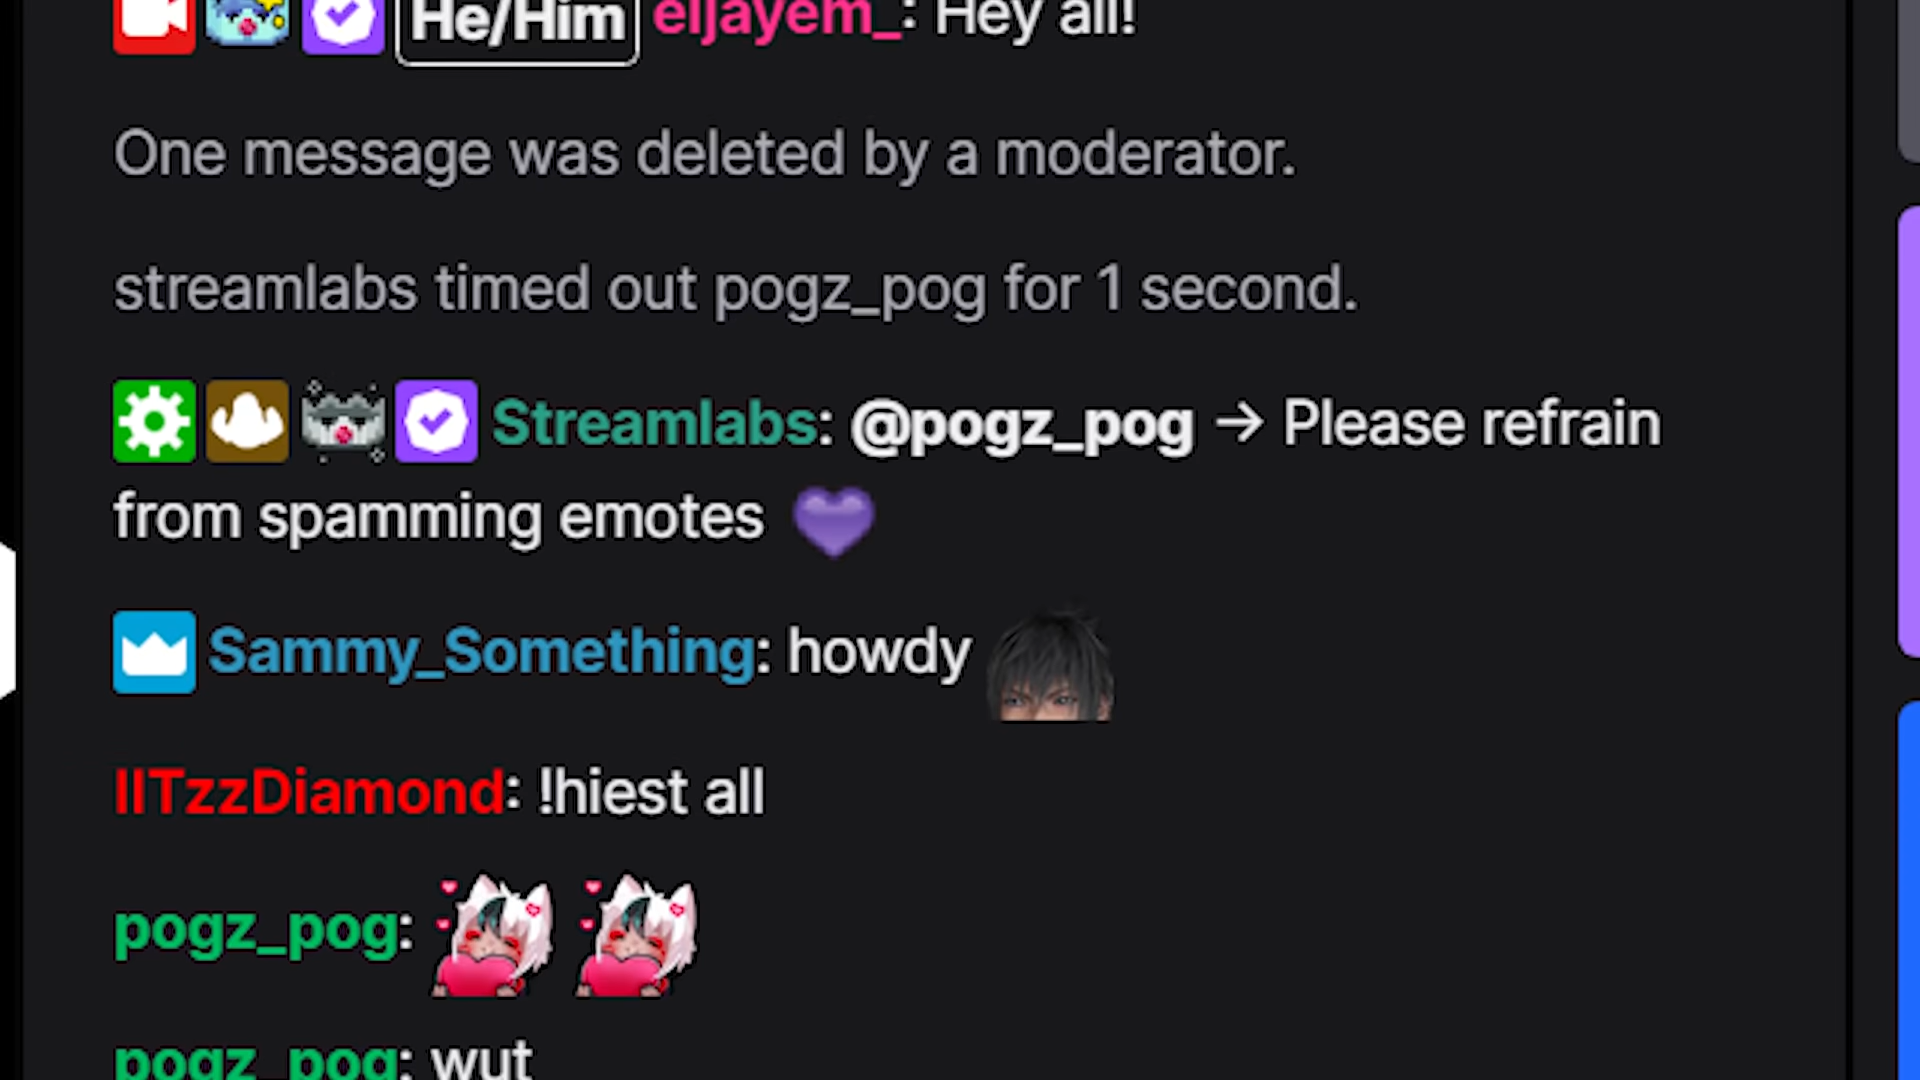 He/Him eljayem_: Hey all!
One message was deleted by a moderator.
streamlabs timed out pogz_pog for 1 second.
Streamlabs: @pogz_pog → Please refrain
from spamming emotes 💜
Sammy_Something: howdy
IITzzDiamond: !hiest all
pogz_pog:
pogz_pog: wut